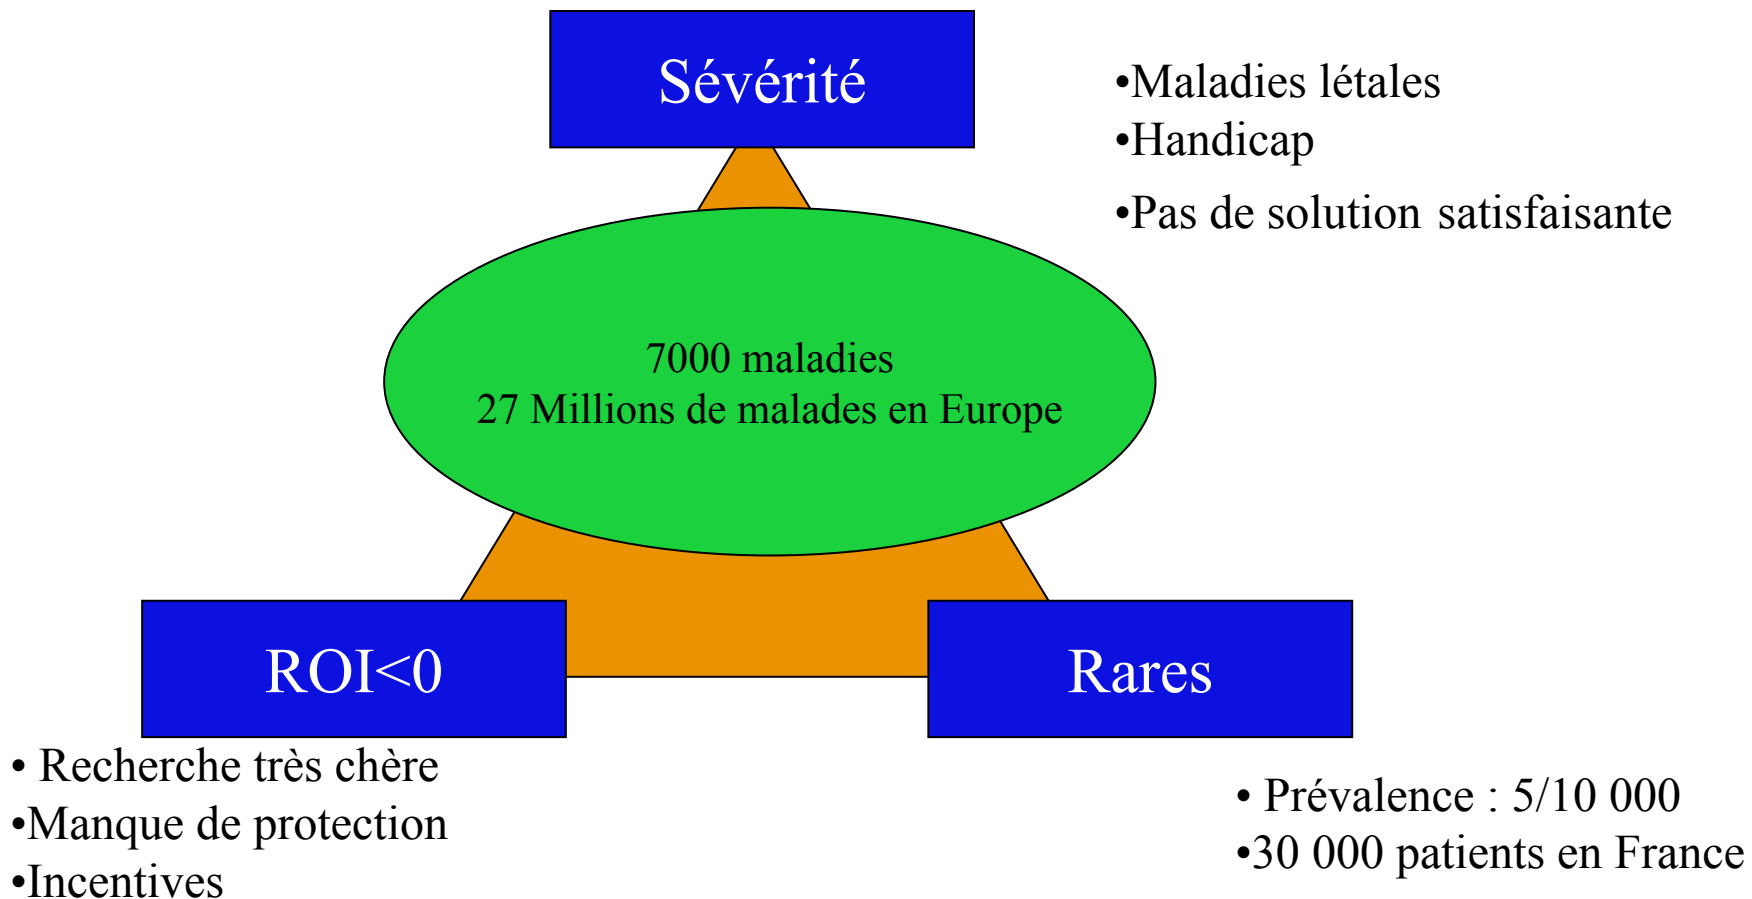 Sévérité
•Maladies létales
•Handicap
•Pas de solution satisfaisante
7000 maladies
27 Millions de malades en Europe
ROI<0
Rares
• Recherche très chère
•Manque de protection
•Incentives
• Prévalence : 5/10 000
•30 000 patients en France